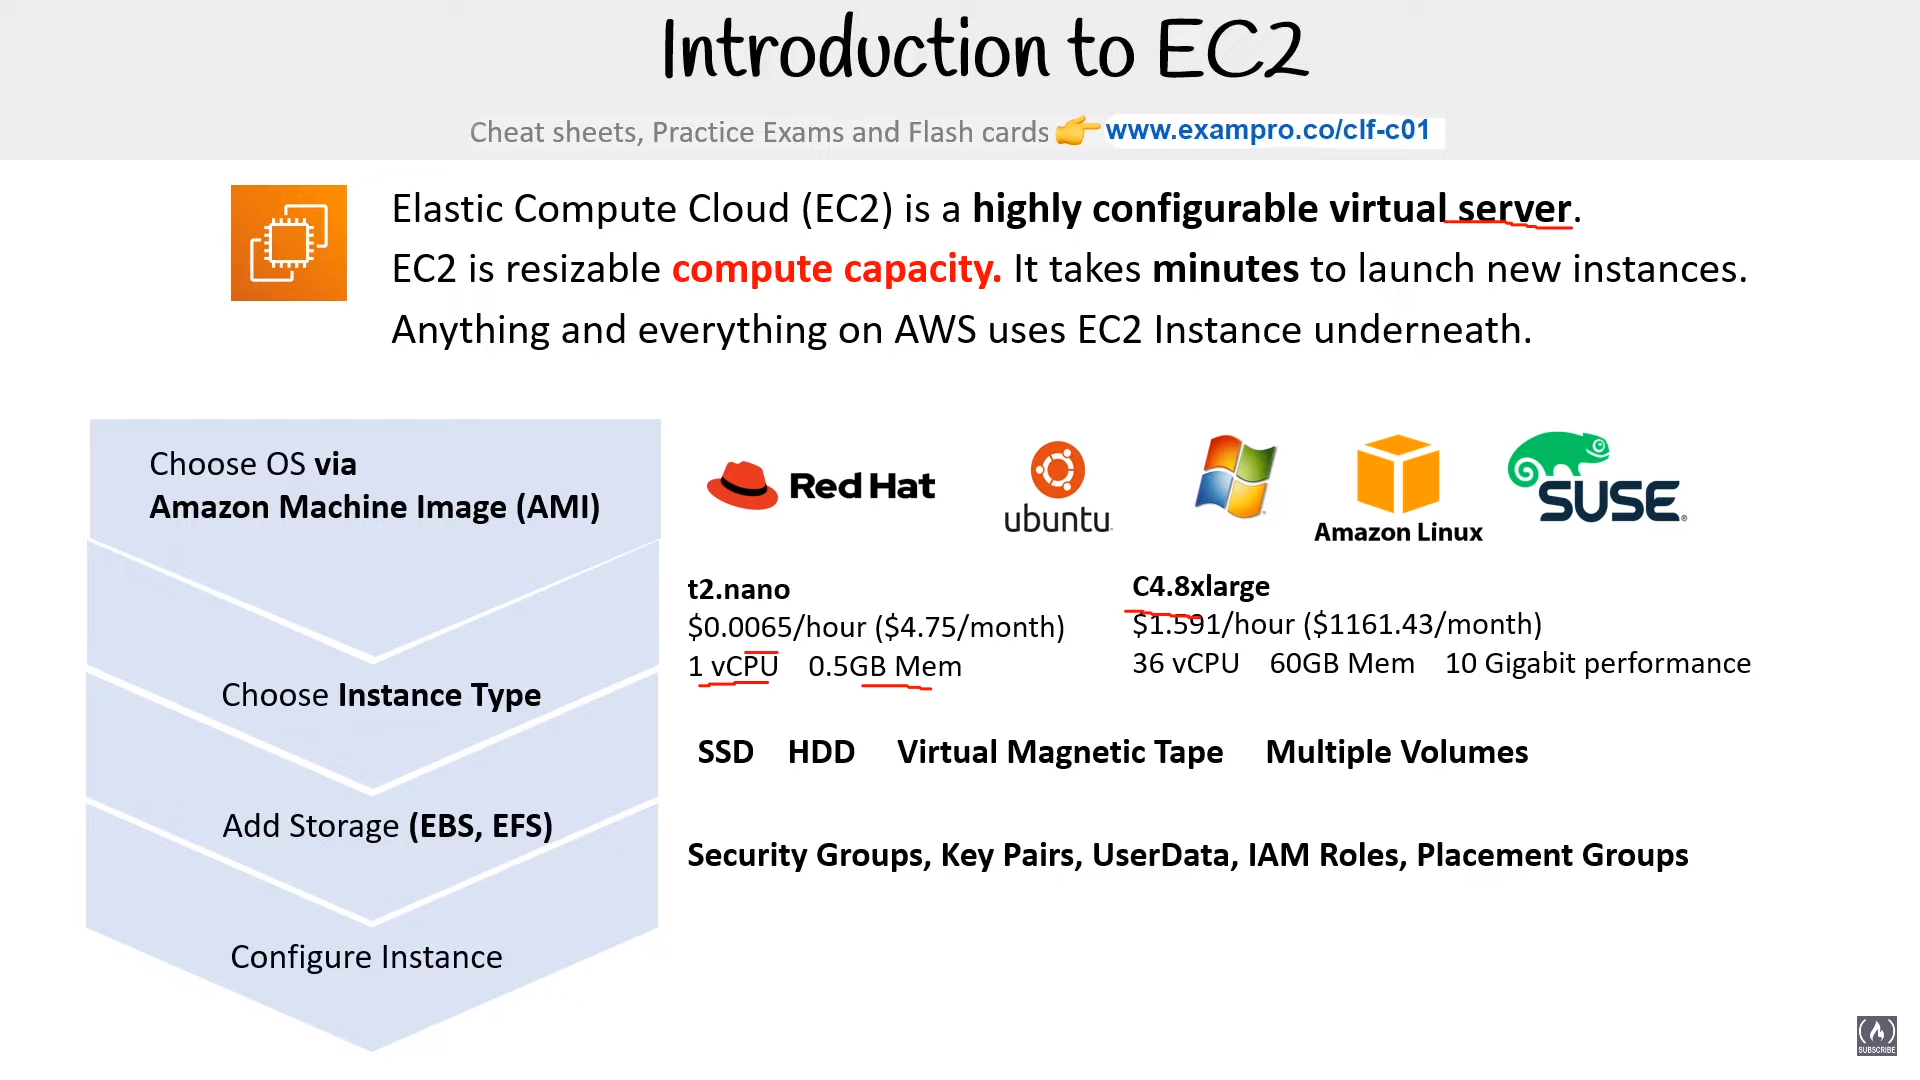 Introduction to EC2
Cheat sheets, Practice Exams and Flash cards 👉 www.exampro.co/clf-c01
Elastic Compute Cloud (EC2) is a highly configurable virtual server.
EC2 is resizable compute capacity. It takes minutes to launch new instances.
Anything and everything on AWS uses EC2 Instance underneath.
Choose OS via
Amazon Machine Image (AMI)
Red Hat
ubuntu
Amazon Linux
SUSE
Choose Instance Type
t2.nano
$0.0065/hour ($4.75/month)
1 vCPU 0.5GB Mem
C4.8xlarge
$1.591/hour ($1161.43/month)
36 vCPU 60GB Mem 10 Gigabit performance
Add Storage (EBS, EFS)
SSD HDD Virtual Magnetic Tape Multiple Volumes
Configure Instance
Security Groups, Key Pairs, UserData, IAM Roles, Placement Groups
SUBSCRIBE